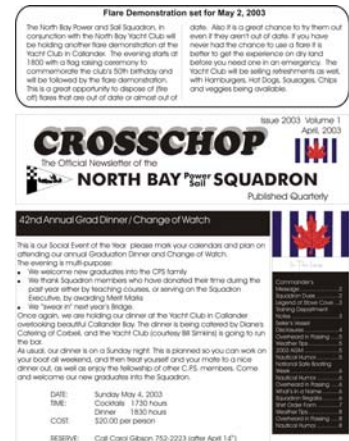 Flare Demonstration set for May 2, 2003
The North Bay Power and Sail Squadron, in
conjunction with the North Bay Yacht Club will
be holding another flare demonstration at the
Yacht Club in Callander. The evening starts at
1800 with a flag raising ceremony to
commemorate the club's 50th birthday and
will be followed by the flare demonstration.
This is a great opportunity to dispose of (fire
off) flares that are out of date or almost out of
date. Also it is a great chance to try them out
even if they aren't out of date. If you have
never had the chance to use a flare it is
better to get the experience on dry land
before you need one in an emergency. The
Yacht Club will be selling refreshments as well,
with Hamburgers, Hot Dogs, Sausages, Chips
and veggies being available.
Issue 2003 Volume 1
April, 2003
CROSSCHOP
The Official Newsletter of the
NORTH BAY Power Sail SQUADRON
Published Quarterly
42nd Annual Grad Dinner / Change of Watch
This is our Social Event of the Year please mark your calendars and plan on
attending our annual Graduation Dinner and Change of Watch.
The evening is multi-purpose:
• We welcome new graduates into the CPS family
• We thank Squadron members who have donated their time during the
past year either by teaching courses, or serving on the Squadron
Executive, by awarding Merit Marks
• We "swear in" next year's Bridge.
Once again, we are holding our dinner at the Yacht Club in Callander
overlooking beautiful Callander Bay. The dinner is being catered by Diane's
Catering of Corbeil, and the Yacht Club (courtesy Bill Simkins) is going to run
the bar.
As usual, our dinner is on a Sunday night. This is planned so you can work on
your boat all weekend, and then treat yourself and your mate to a nice
dinner out, as well as enjoy the fellowship of other C.P.S. members. Come
and welcome our new graduates into the Squadron.
DATE: Sunday May 4, 2003
TIME: Cocktails 1730 hours
Dinner 1830 hours
COST: $20.00 per person
RESERVE: Call Carol Gibson 752-2223 (after April 14th)
Commander's
Message
Squadron Dues
Legend of Stowe Cove
Training Department
Notes
Seller's Vessel
Disclosures
Overheard in Passing
Weather Tips
Nautical Humor
National Safe Boating
Week
Overheard in Passing
What's in a Name
Squadron Regalia
Shirt Order Form
Weather Tips
Overheard in Passing
Nautical Humor